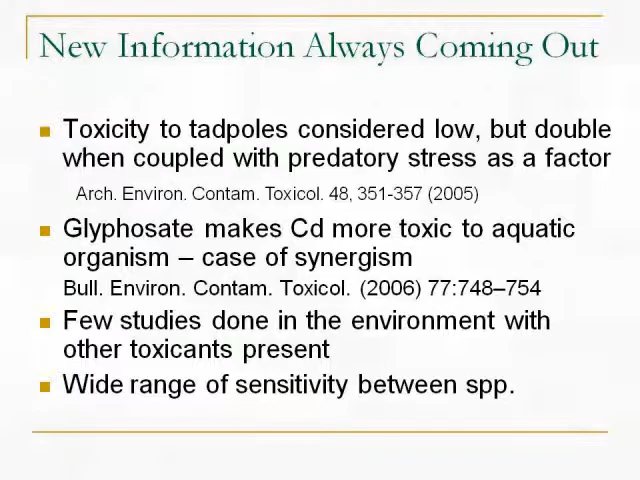 New Information Always Coming Out
Toxicity to tadpoles considered low, but double
when coupled with predatory stress as a factor
Arch. Environ. Contam. Toxicol. 48, 351-357 (2005)
Glyphosate makes Cd more toxic to aquatic
organism – case of synergism
Bull. Environ. Contam. Toxicol. (2006) 77:748–754
Few studies done in the environment with
other toxicants present
Wide range of sensitivity between spp.